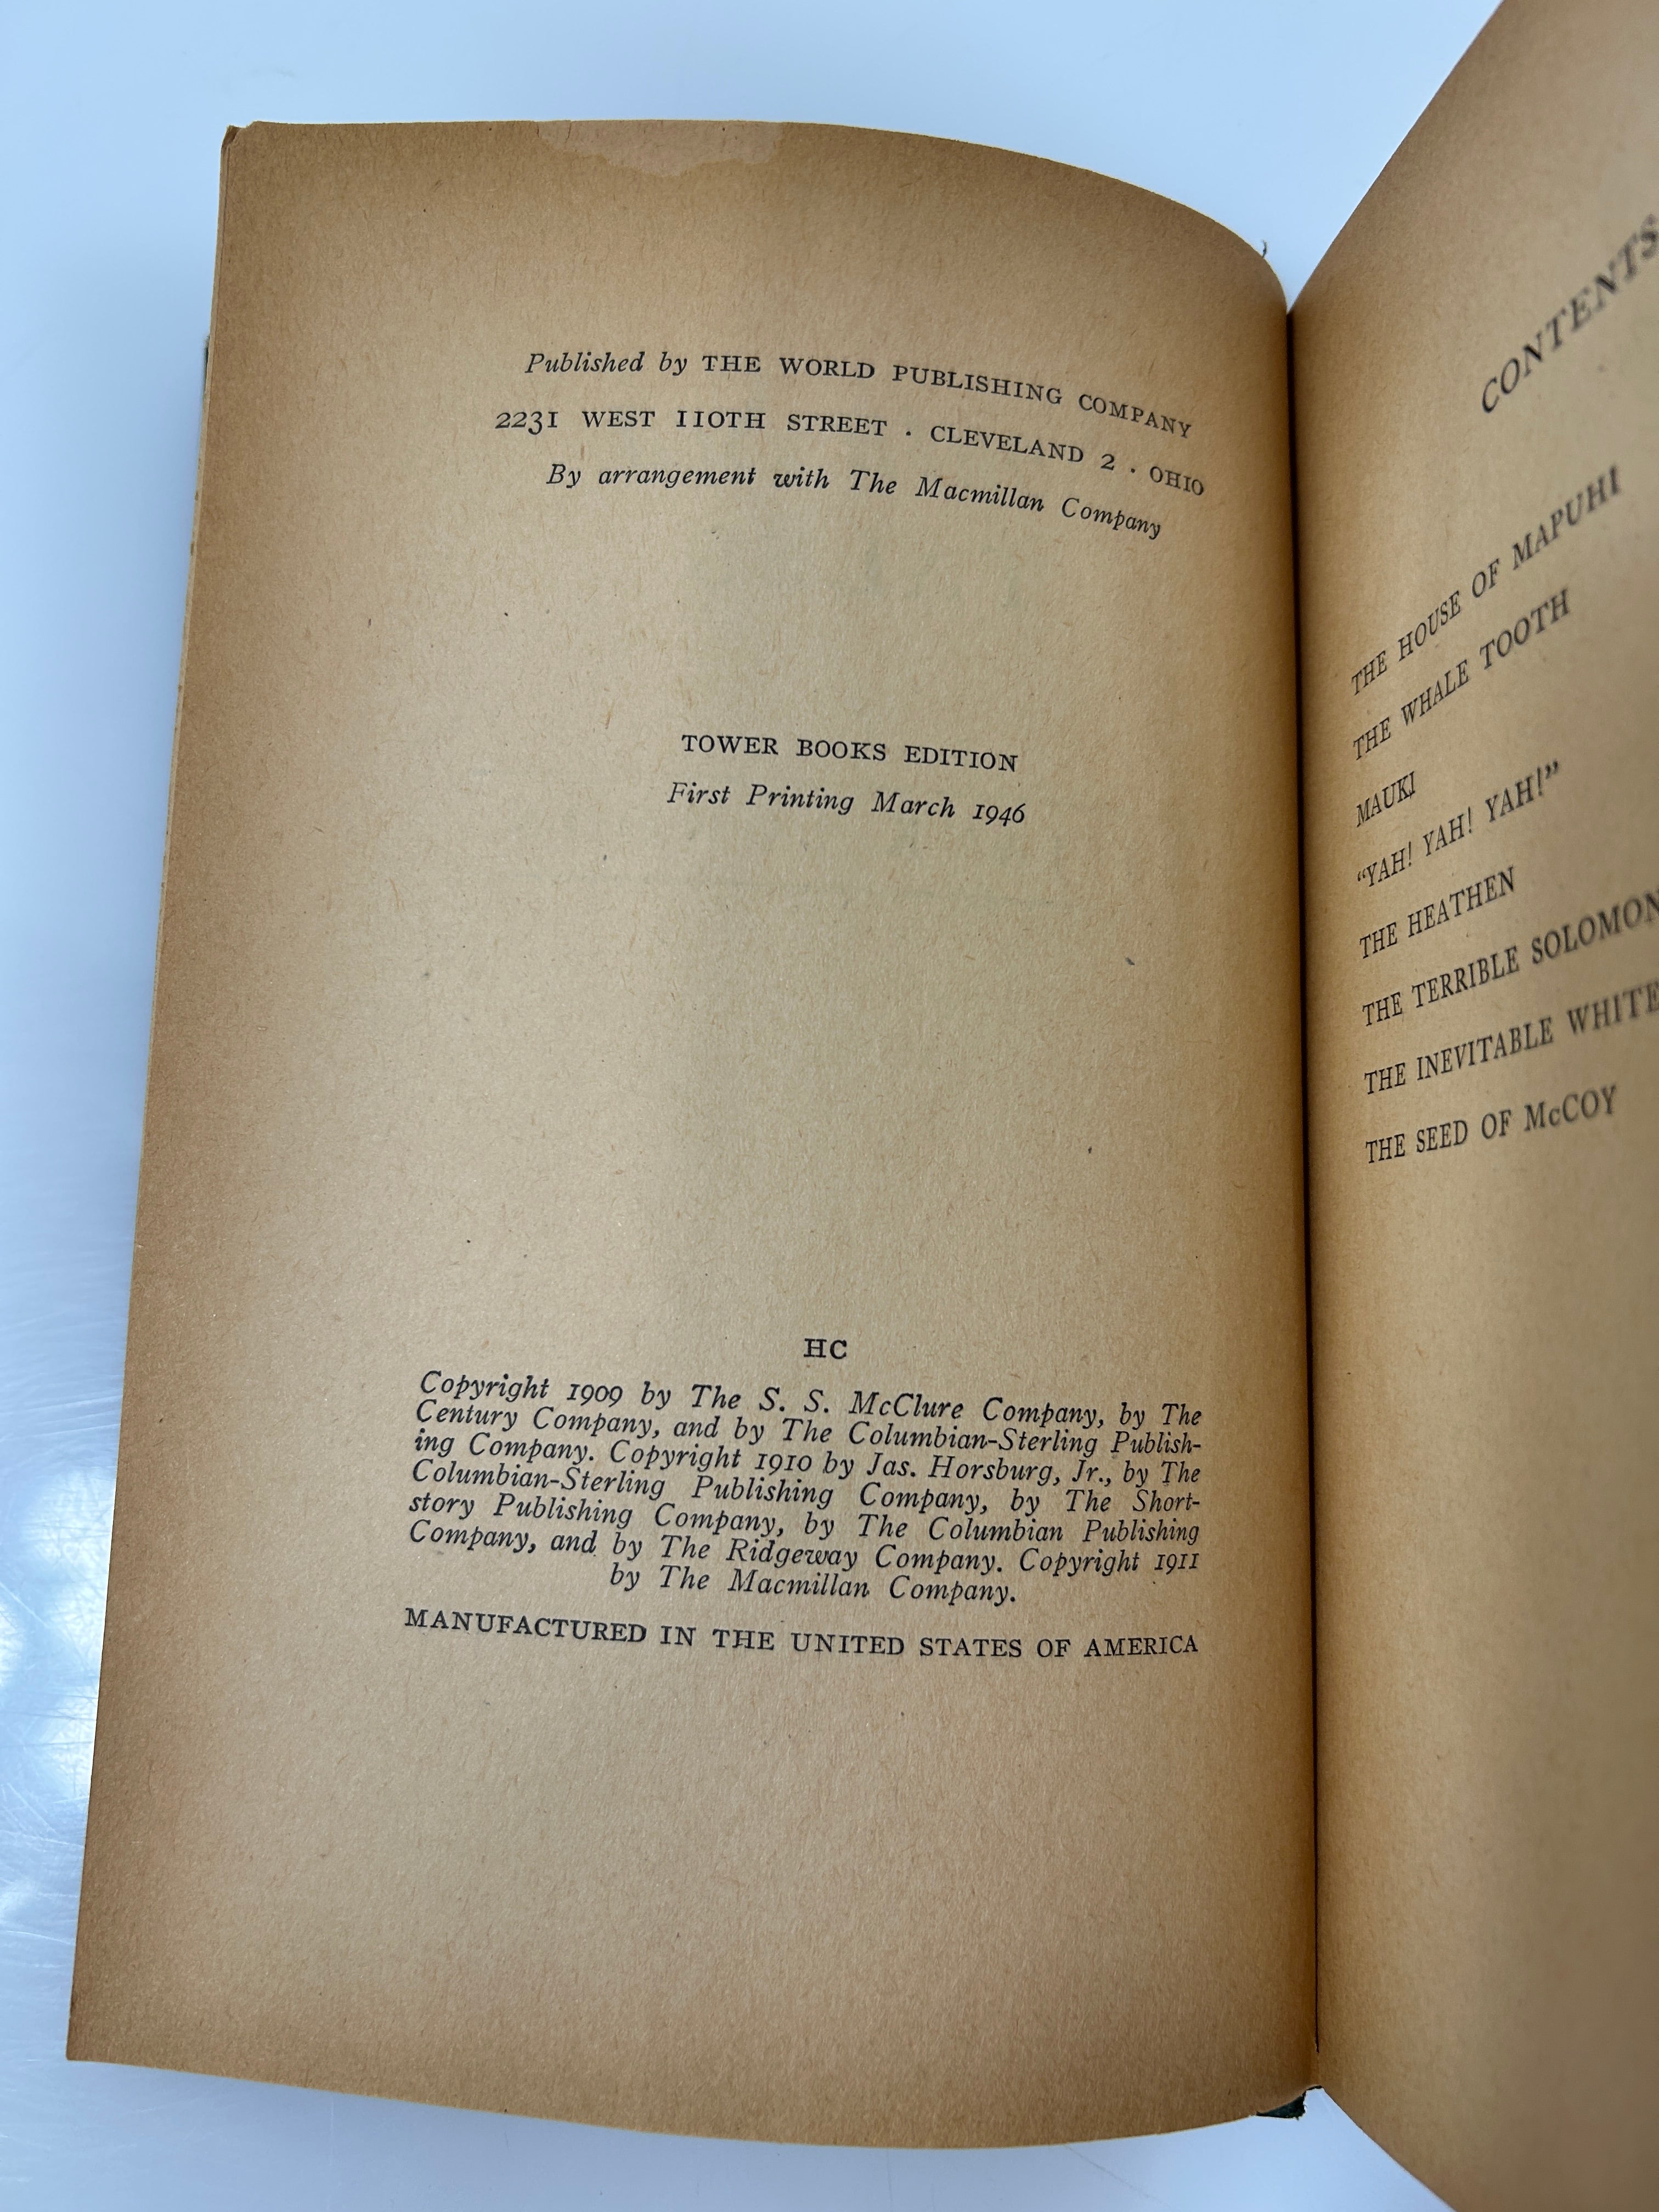 Published by THE WORLD PUBLISHING COMPANY
2231 WEST 110TH STREET · CLEVELAND 2 · OHIO
By arrangement with The Macmillan Company
TOWER BOOKS EDITION
First Printing March 1946
HC
Copyright 1909 by The S. S. McClure Company, by The
Century Company, and by The Columbian-Sterling Publish-
ing Company. Copyright 1910 by Jas. Horsburg, Jr., by The
Columbian-Sterling Publishing Company, by The Short-
story Publishing Company, by The Columbian Publishing
Company, and by The Ridgeway Company. Copyright 1911
by The Macmillan Company.
MANUFACTURED IN THE UNITED STATES OF AMERICA
CONTENTS
THE HOUSE OF MAPUHI
THE WHALE TOOTH
MAUKI
“YAH! YAH! YAH!”
THE HEATHEN
THE TERRIBLE SOLOMON
THE INEVITABLE WHITE
THE SEED OF McCOY